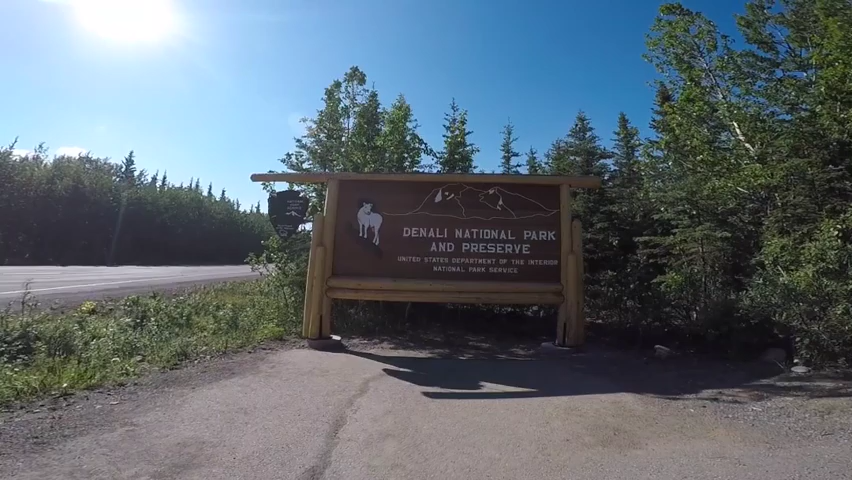 DENALI NATIONAL PARK
AND PRESERVE
UNITED STATES DEPARTMENT OF THE INTERIOR
NATIONAL PARK SERVICE